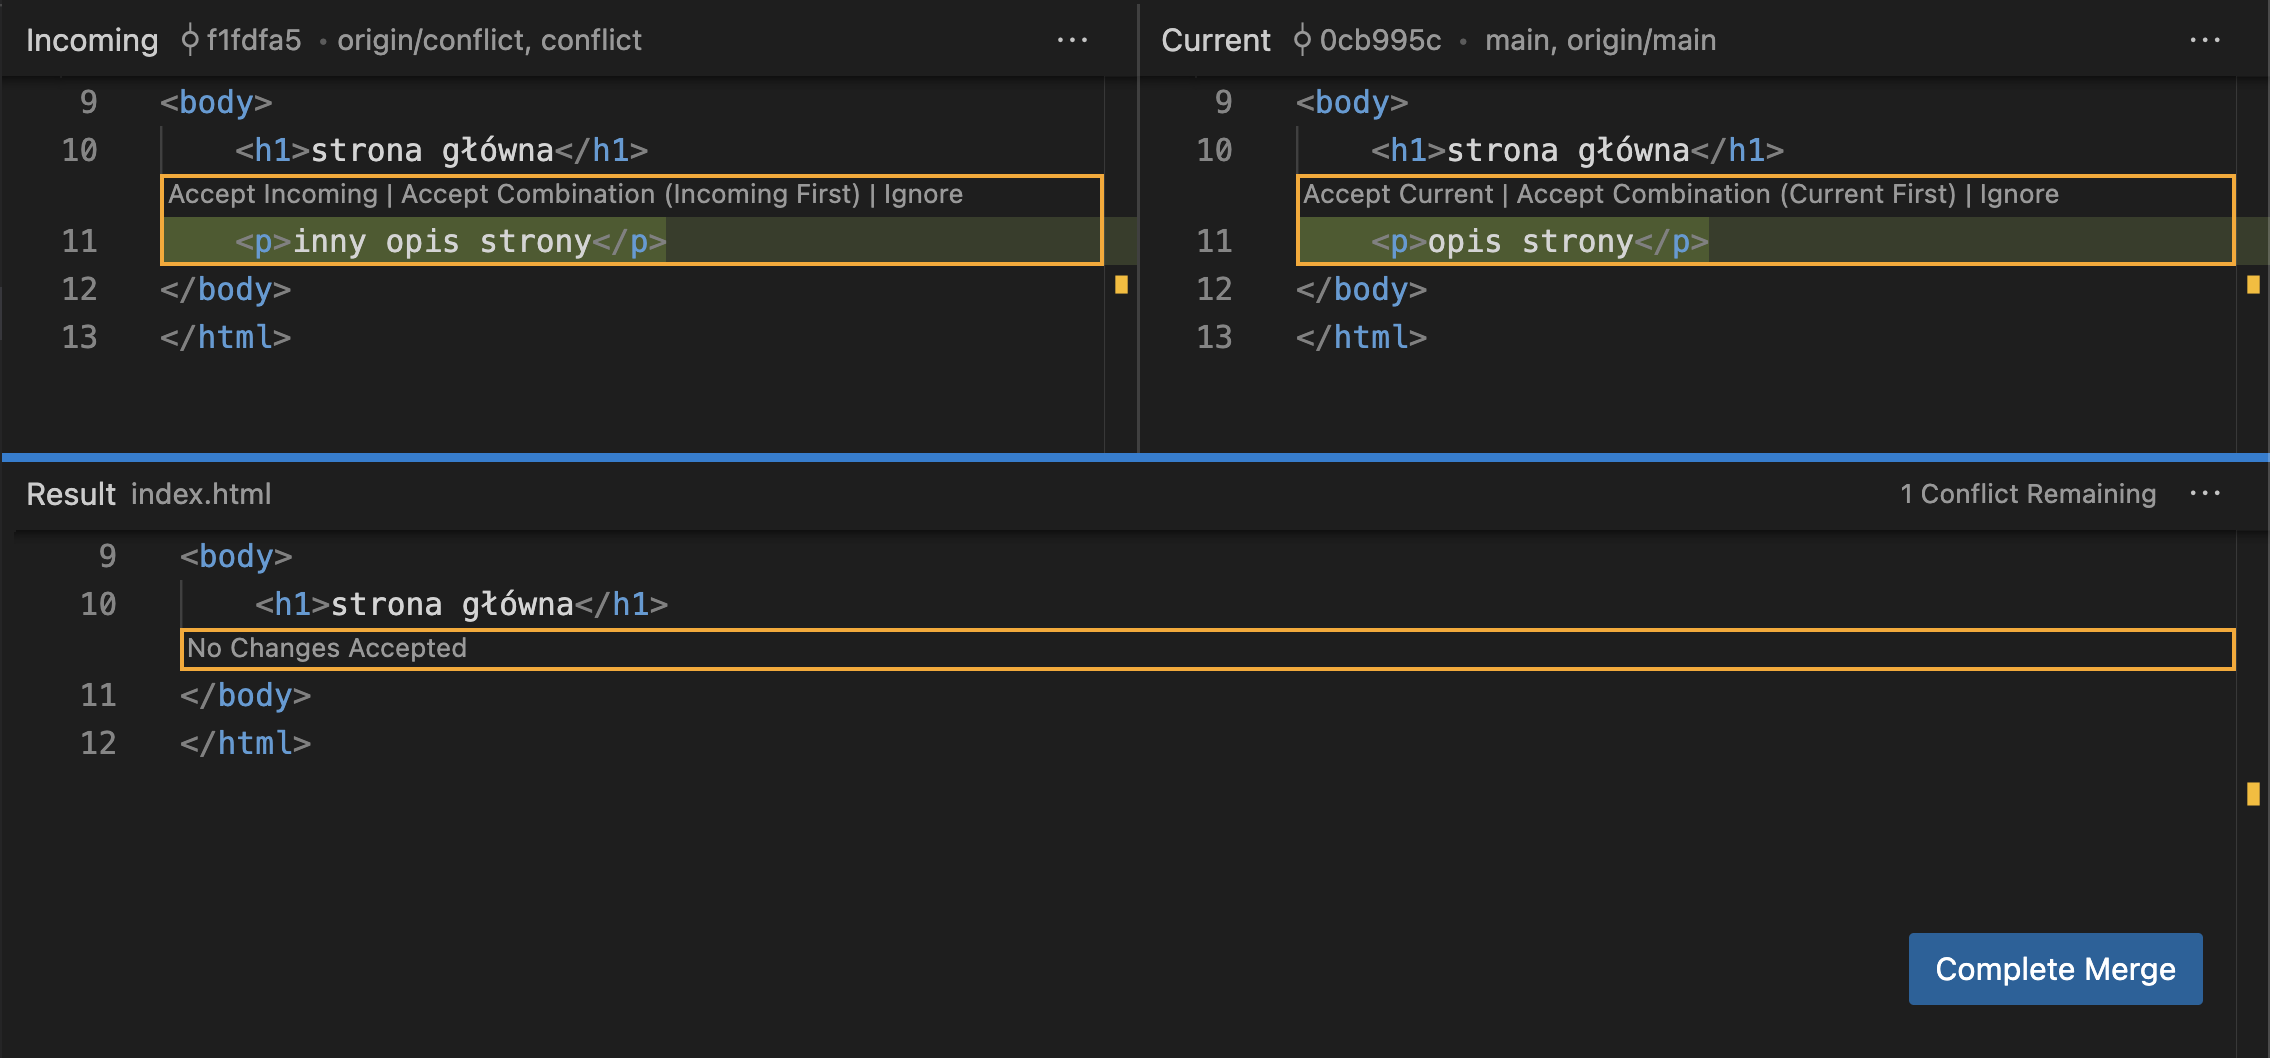 Incoming f1fdfa5 • origin/conflict, conflict ···
9 <body>
10 <h1>strona główna</h1>
Accept Incoming | Accept Combination (Incoming First) | Ignore
11 <p>inny opis strony</p>
12 </body>
13 </html>
Current 0cb995c • main, origin/main ···
9 <body>
10 <h1>strona główna</h1>
Accept Current | Accept Combination (Current First) | Ignore
11 <p>opis strony</p>
12 </body>
13 </html>
Result index.html 1 Conflict Remaining ···
9 <body>
10 <h1>strona główna</h1>
No Changes Accepted
11 </body>
12 </html>
Complete Merge